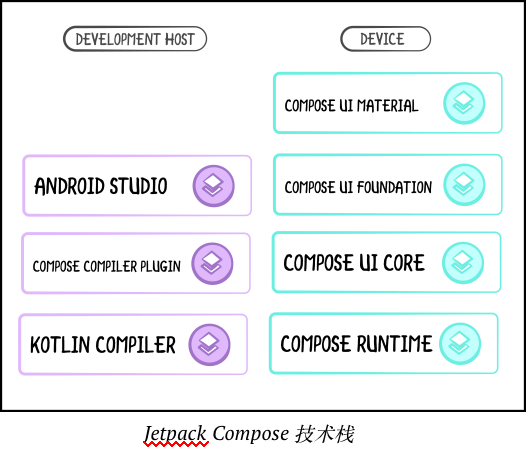 DEVELOPMENT HOST
DEVICE
COMPOSE UI MATERIAL
ANDROID STUDIO
COMPOSE UI FOUNDATION
COMPOSE COMPILER PLUGIN
COMPOSE UI CORE
KOTLIN COMPILER
COMPOSE RUNTIME
Jetpack Compose 技术栈